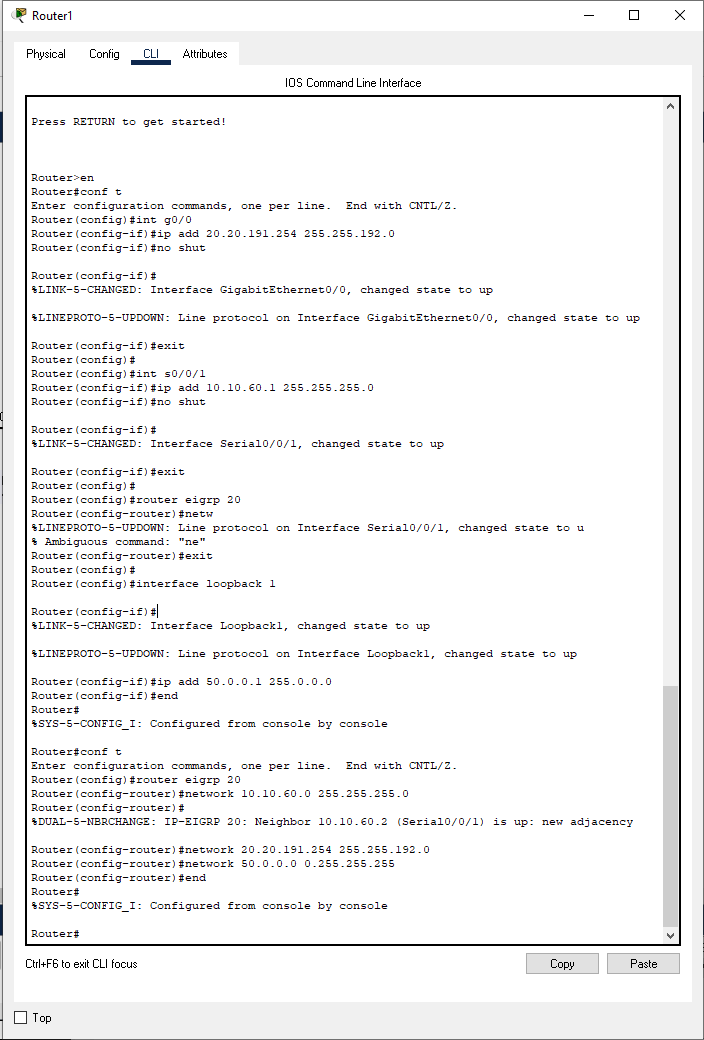 Router1
Physical Config CLI Attributes
IOS Command Line Interface
Press RETURN to get started!
Router>en
Router#conf t
Enter configuration commands, one per line.  End with CNTL/Z.
Router(config)#int g0/0
Router(config-if)#ip add 20.20.191.254 255.255.192.0
Router(config-if)#no shut
Router(config-if)#
%LINK-5-CHANGED: Interface GigabitEthernet0/0, changed state to up
%LINEPROTO-5-UPDOWN: Line protocol on Interface GigabitEthernet0/0, changed state to up
Router(config-if)#exit
Router(config)#
Router(config)#int s0/0/1
Router(config-if)#ip add 10.10.60.1 255.255.255.0
Router(config-if)#no shut
Router(config-if)#
%LINK-5-CHANGED: Interface Serial0/0/1, changed state to up
Router(config-if)#exit
Router(config)#
Router(config)#router eigrp 20
Router(config-router)#netw
%LINEPROTO-5-UPDOWN: Line protocol on Interface Serial0/0/1, changed state to u
% Ambiguous command: "ne"
Router(config-router)#exit
Router(config)#
Router(config)#interface loopback 1
Router(config-if)#
%LINK-5-CHANGED: Interface Loopback1, changed state to up
%LINEPROTO-5-UPDOWN: Line protocol on Interface Loopback1, changed state to up
Router(config-if)#ip add 50.0.0.1 255.0.0.0
Router(config-if)#end
Router#
%SYS-5-CONFIG_I: Configured from console by console
Router#conf t
Enter configuration commands, one per line.  End with CNTL/Z.
Router(config)#router eigrp 20
Router(config-router)#network 10.10.60.0 255.255.255.0
Router(config-router)#
%DUAL-5-NBRCHANGE: IP-EIGRP 20: Neighbor 10.10.60.2 (Serial0/0/1) is up: new adjacency
Router(config-router)#network 20.20.191.254 255.255.192.0
Router(config-router)#network 50.0.0.0 0.255.255.255
Router(config-router)#end
Router#
%SYS-5-CONFIG_I: Configured from console by console
Router#
Ctrl+F6 to exit CLI focus
Copy Paste
Top